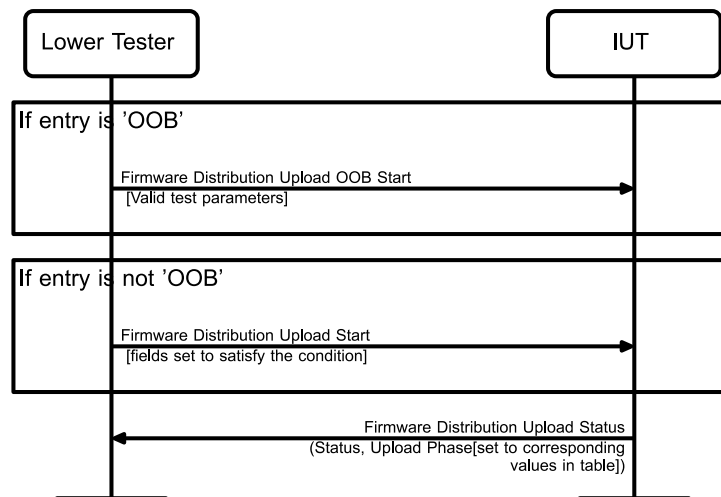 Lower Tester
IUT
If entry is 'OOB'
Firmware Distribution Upload OOB Start
[Valid test parameters]
If entry is not 'OOB'
Firmware Distribution Upload Start
[fields set to satisfy the condition]
Firmware Distribution Upload Status
(Status, Upload Phase[set to corresponding
values in table])